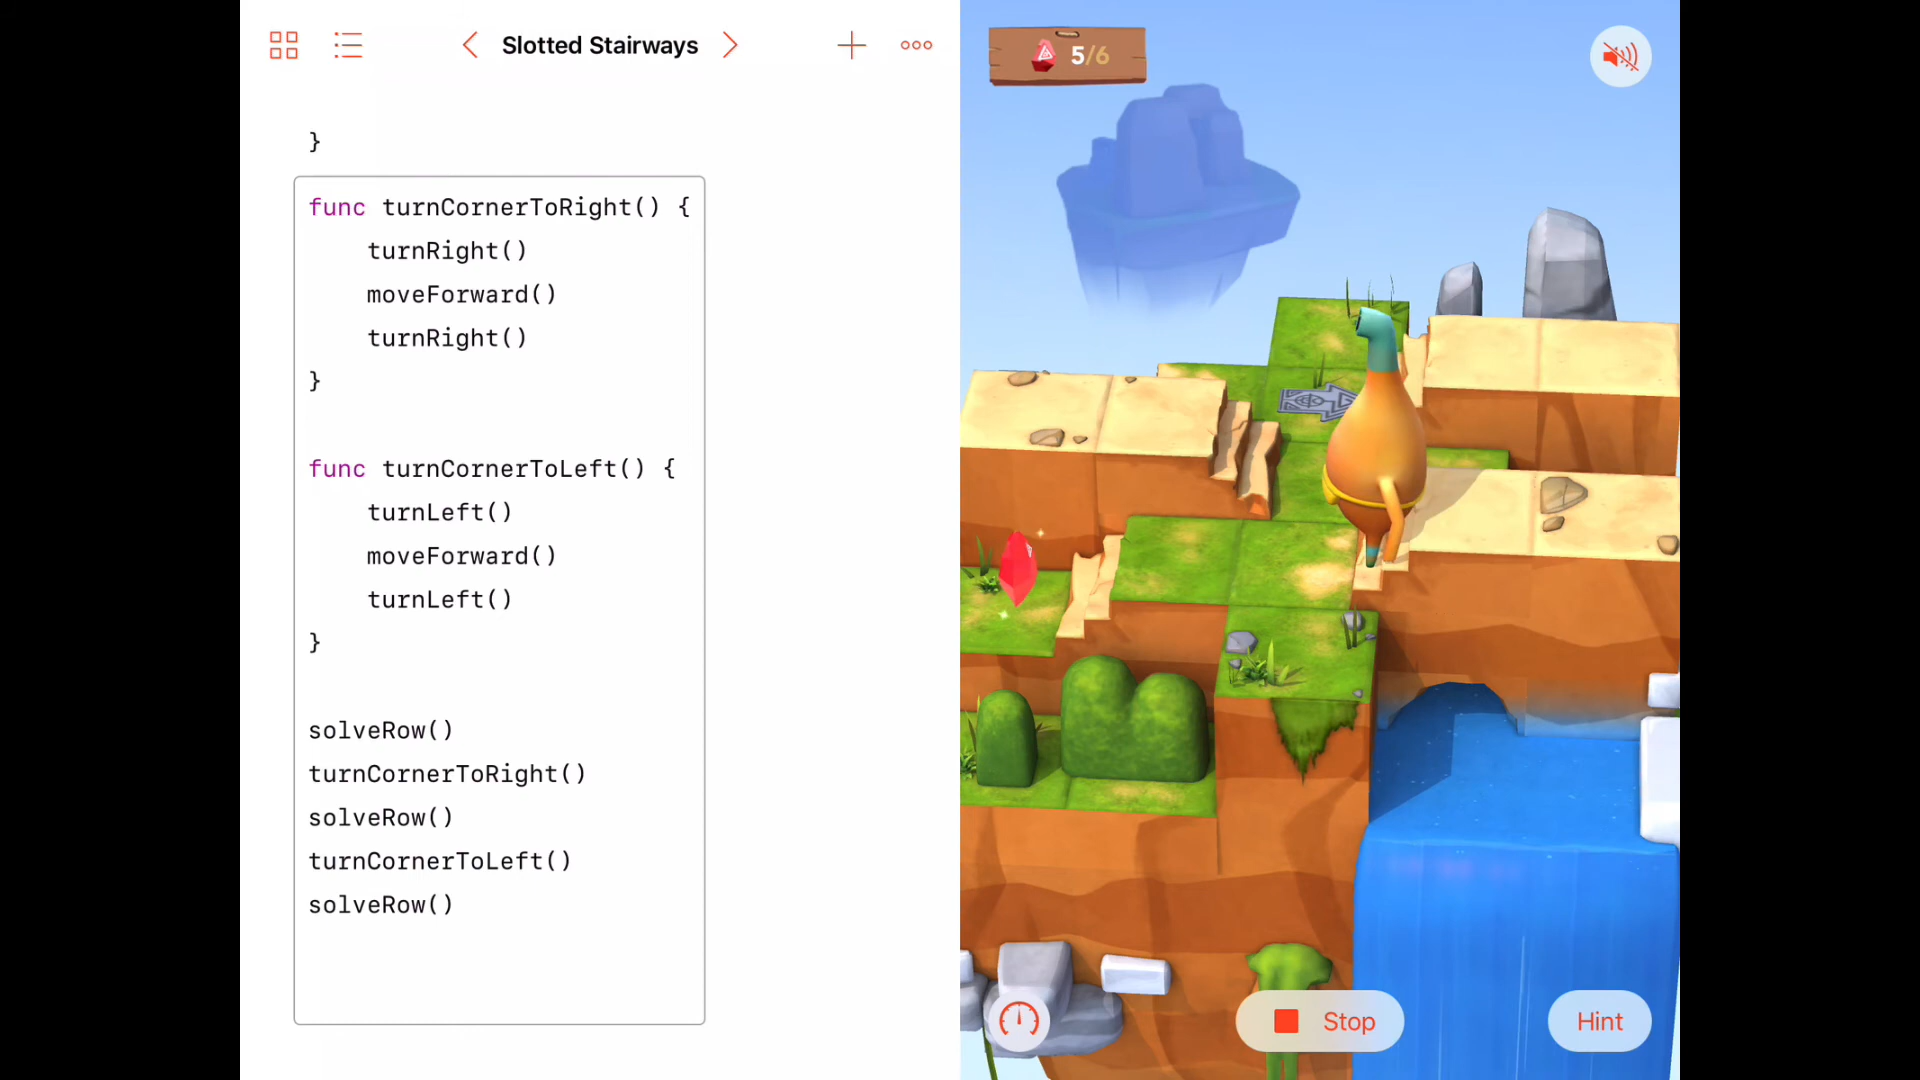 Slotted Stairways
}
func turnCornerToRight() {
turnRight()
moveForward()
turnRight()
}
func turnCornerToLeft() {
turnLeft()
moveForward()
turnLeft()
}
solveRow()
turnCornerToRight()
solveRow()
turnCornerToLeft()
solveRow()
5/6
Stop
Hint